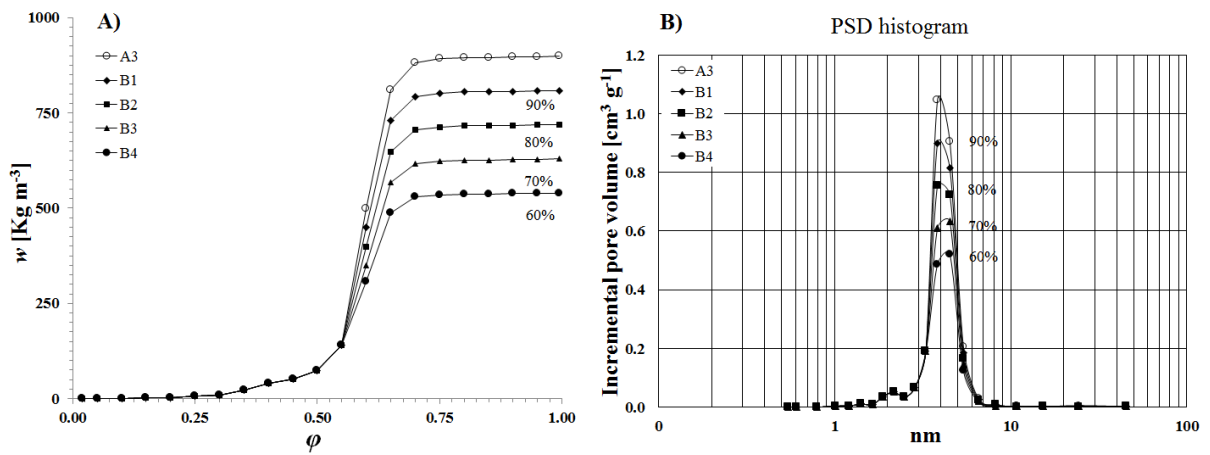 A)
w [Kg m-3]
1000
750
500
250
0
A3
B1
B2
B3
B4
90%
80%
70%
60%
0.00 0.25 0.50 0.75 1.00
φ
B)
PSD histogram
Incremental pore volume [cm³ g⁻¹]
1.2
1.0
0.8
0.6
0.4
0.2
0.0
A3
B1
B2
B3
B4
90%
80%
70%
60%
0 1 10 100
nm